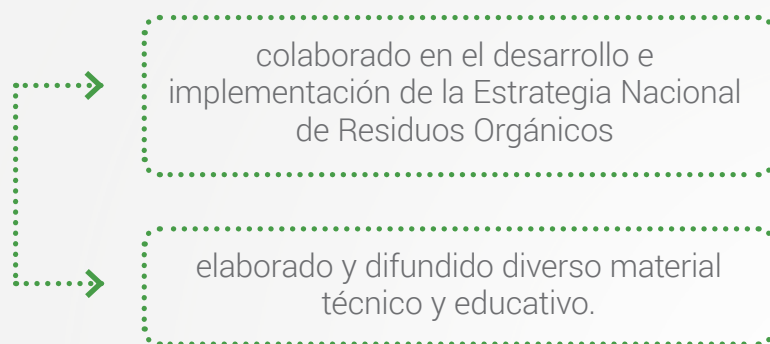 colaborado en el desarrollo e
implementación de la Estrategia Nacional
de Residuos Orgánicos
elaborado y difundido diverso material
técnico y educativo.